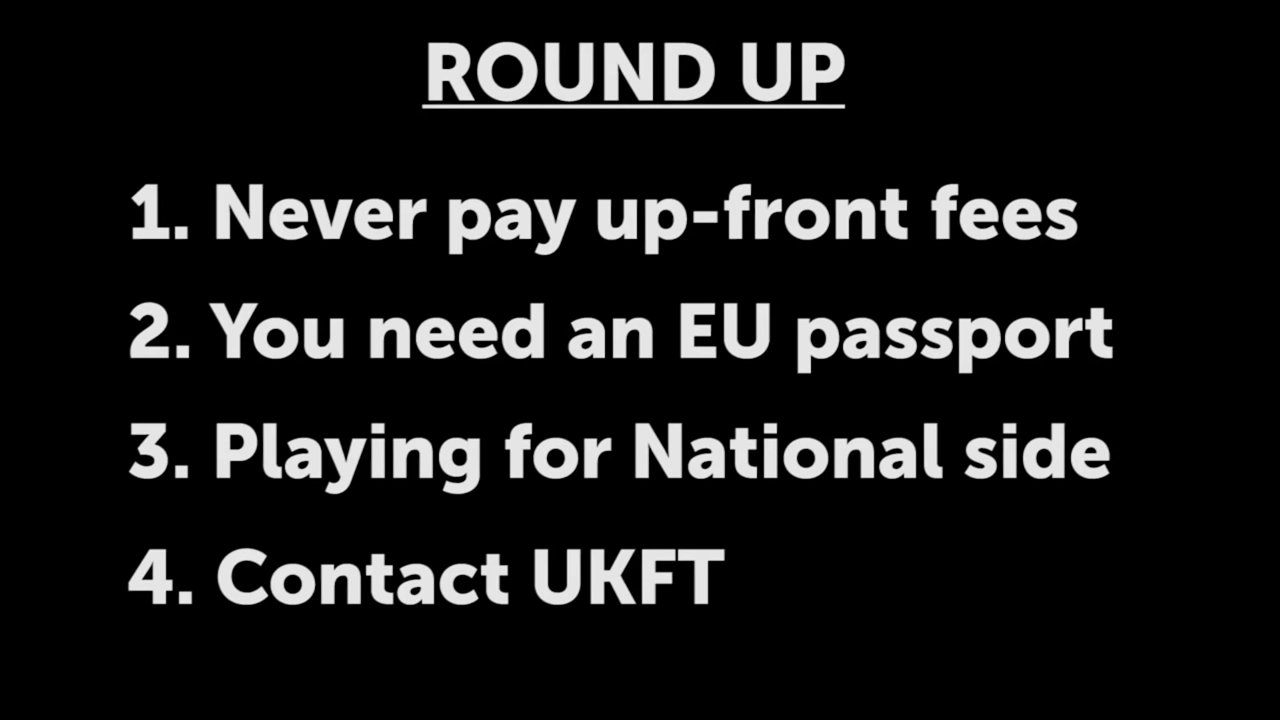 ROUND UP
1. Never pay up-front fees
2. You need an EU passport
3. Playing for National side
4. Contact UKFT